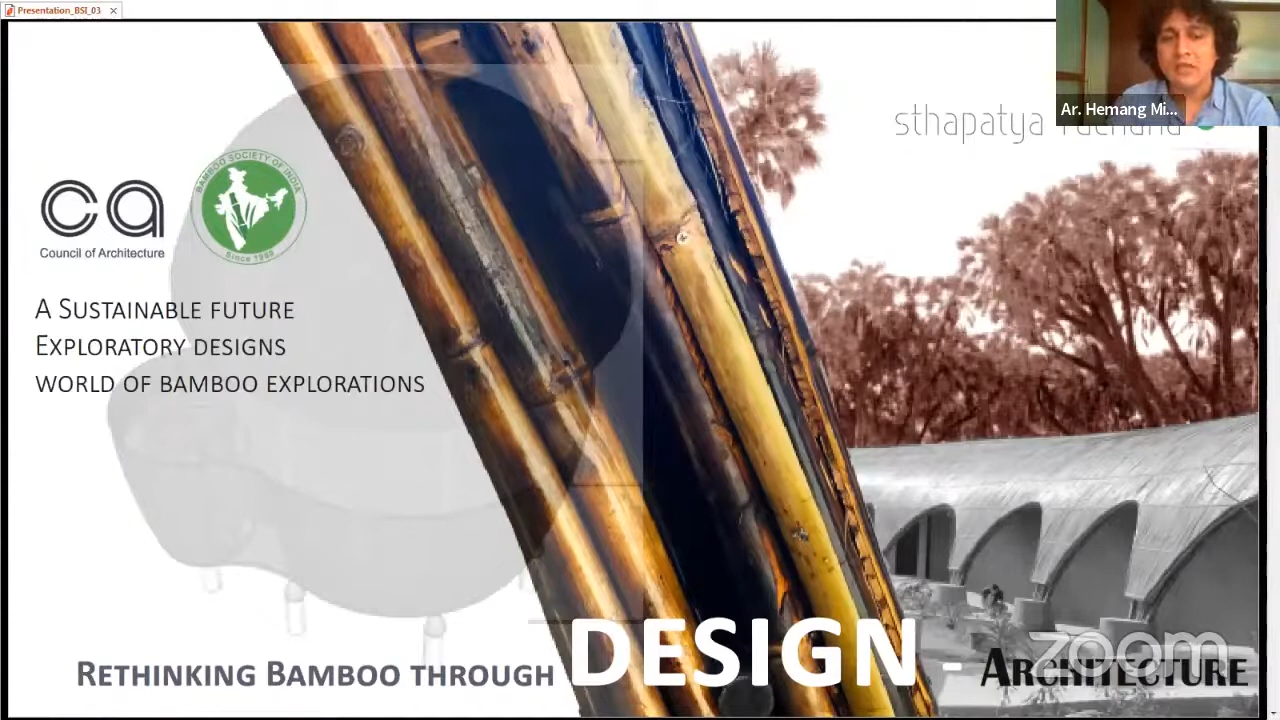 Presentation_BSI_03
Ar. Hemang Mi...
sthapatya
ca
Council of Architecture
BAMBOO SOCIETY OF INDIA
Since 1990
A SUSTAINABLE FUTURE
EXPLORATORY DESIGNS
WORLD OF BAMBOO EXPLORATIONS
RETHINKING BAMBOO THROUGH DESIGN - ARCHITECTURE
zoom